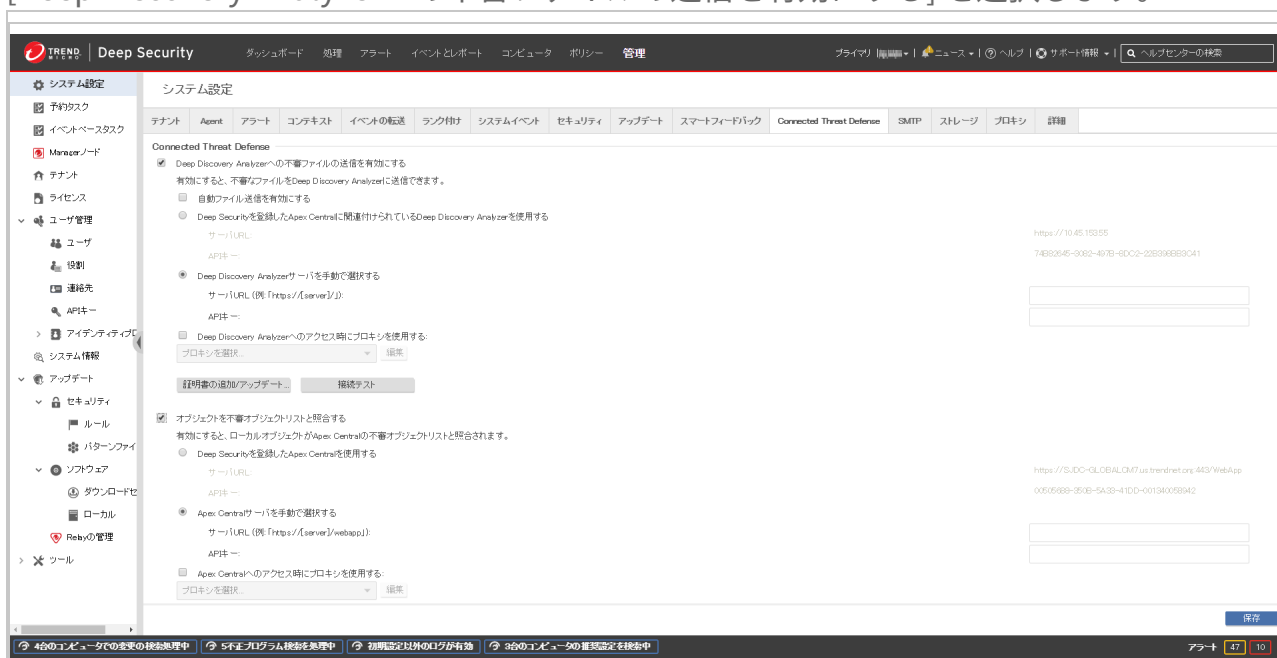 TREND MICRO | Deep Security ダッシュボード 処理 アラート イベントとレポート コンピュータ ポリシー 管理 プライマリ ニュース ヘルプ サポート情報 ヘルプセンターの検索
システム設定
予約タスク
イベントベースタスク
Managerノード
テナント
ライセンス
ユーザ管理
ユーザ
役割
連絡先
APIキー
アイデンティティプロ
システム情報
アップデート
セキュリティ
ルール
パターンファイ
ソフトウェア
ダウンロードセ
ローカル
Relayの管理
ツール
システム設定
テナント Agent アラート コンテキスト イベントの転送 ランク付け システムイベント セキュリティ アップデート スマートフィードバック Connected Threat Defense SMTP ストレージ プロキシ 詳細
Connected Threat Defense
Deep Discovery Analyzerへの不審ファイルの送信を有効にする
有効にすると、不審なファイルをDeep Discovery Analyzerに送信できます。
自動ファイル送信を有効にする
Deep Securityを登録したApex Centralに関連付けられているDeep Discovery Analyzerを使用する
サーバURL:
APIキー:
Deep Discovery Analyzerサーバを手動で選択する
サーバURL (例:「https://[server]/」):
APIキー:
Deep Discovery Analyzerへのアクセス時にプロキシを使用する:
プロキシを選択... 編集
証明書の追加/アップデート... 接続テスト
オブジェクトを不審オブジェクトリストと照合する
有効にすると、ローカルオブジェクトがApex Centralの不審オブジェクトリストと照合されます。
Deep Securityを登録したApex Centralを使用する
サーバURL:
APIキー:
Apex Centralサーバを手動で選択する
サーバURL (例:「https://[server]/webapp」):
APIキー:
Apex Centralへのアクセス時にプロキシを使用する:
プロキシを選択... 編集
保存
4台のコンピュータでの変更の検索処理中 5不正プログラム検索を処理中 初期設定以外のログが有効 3台のコンピュータの推奨設定を検索中 アラート 47 10